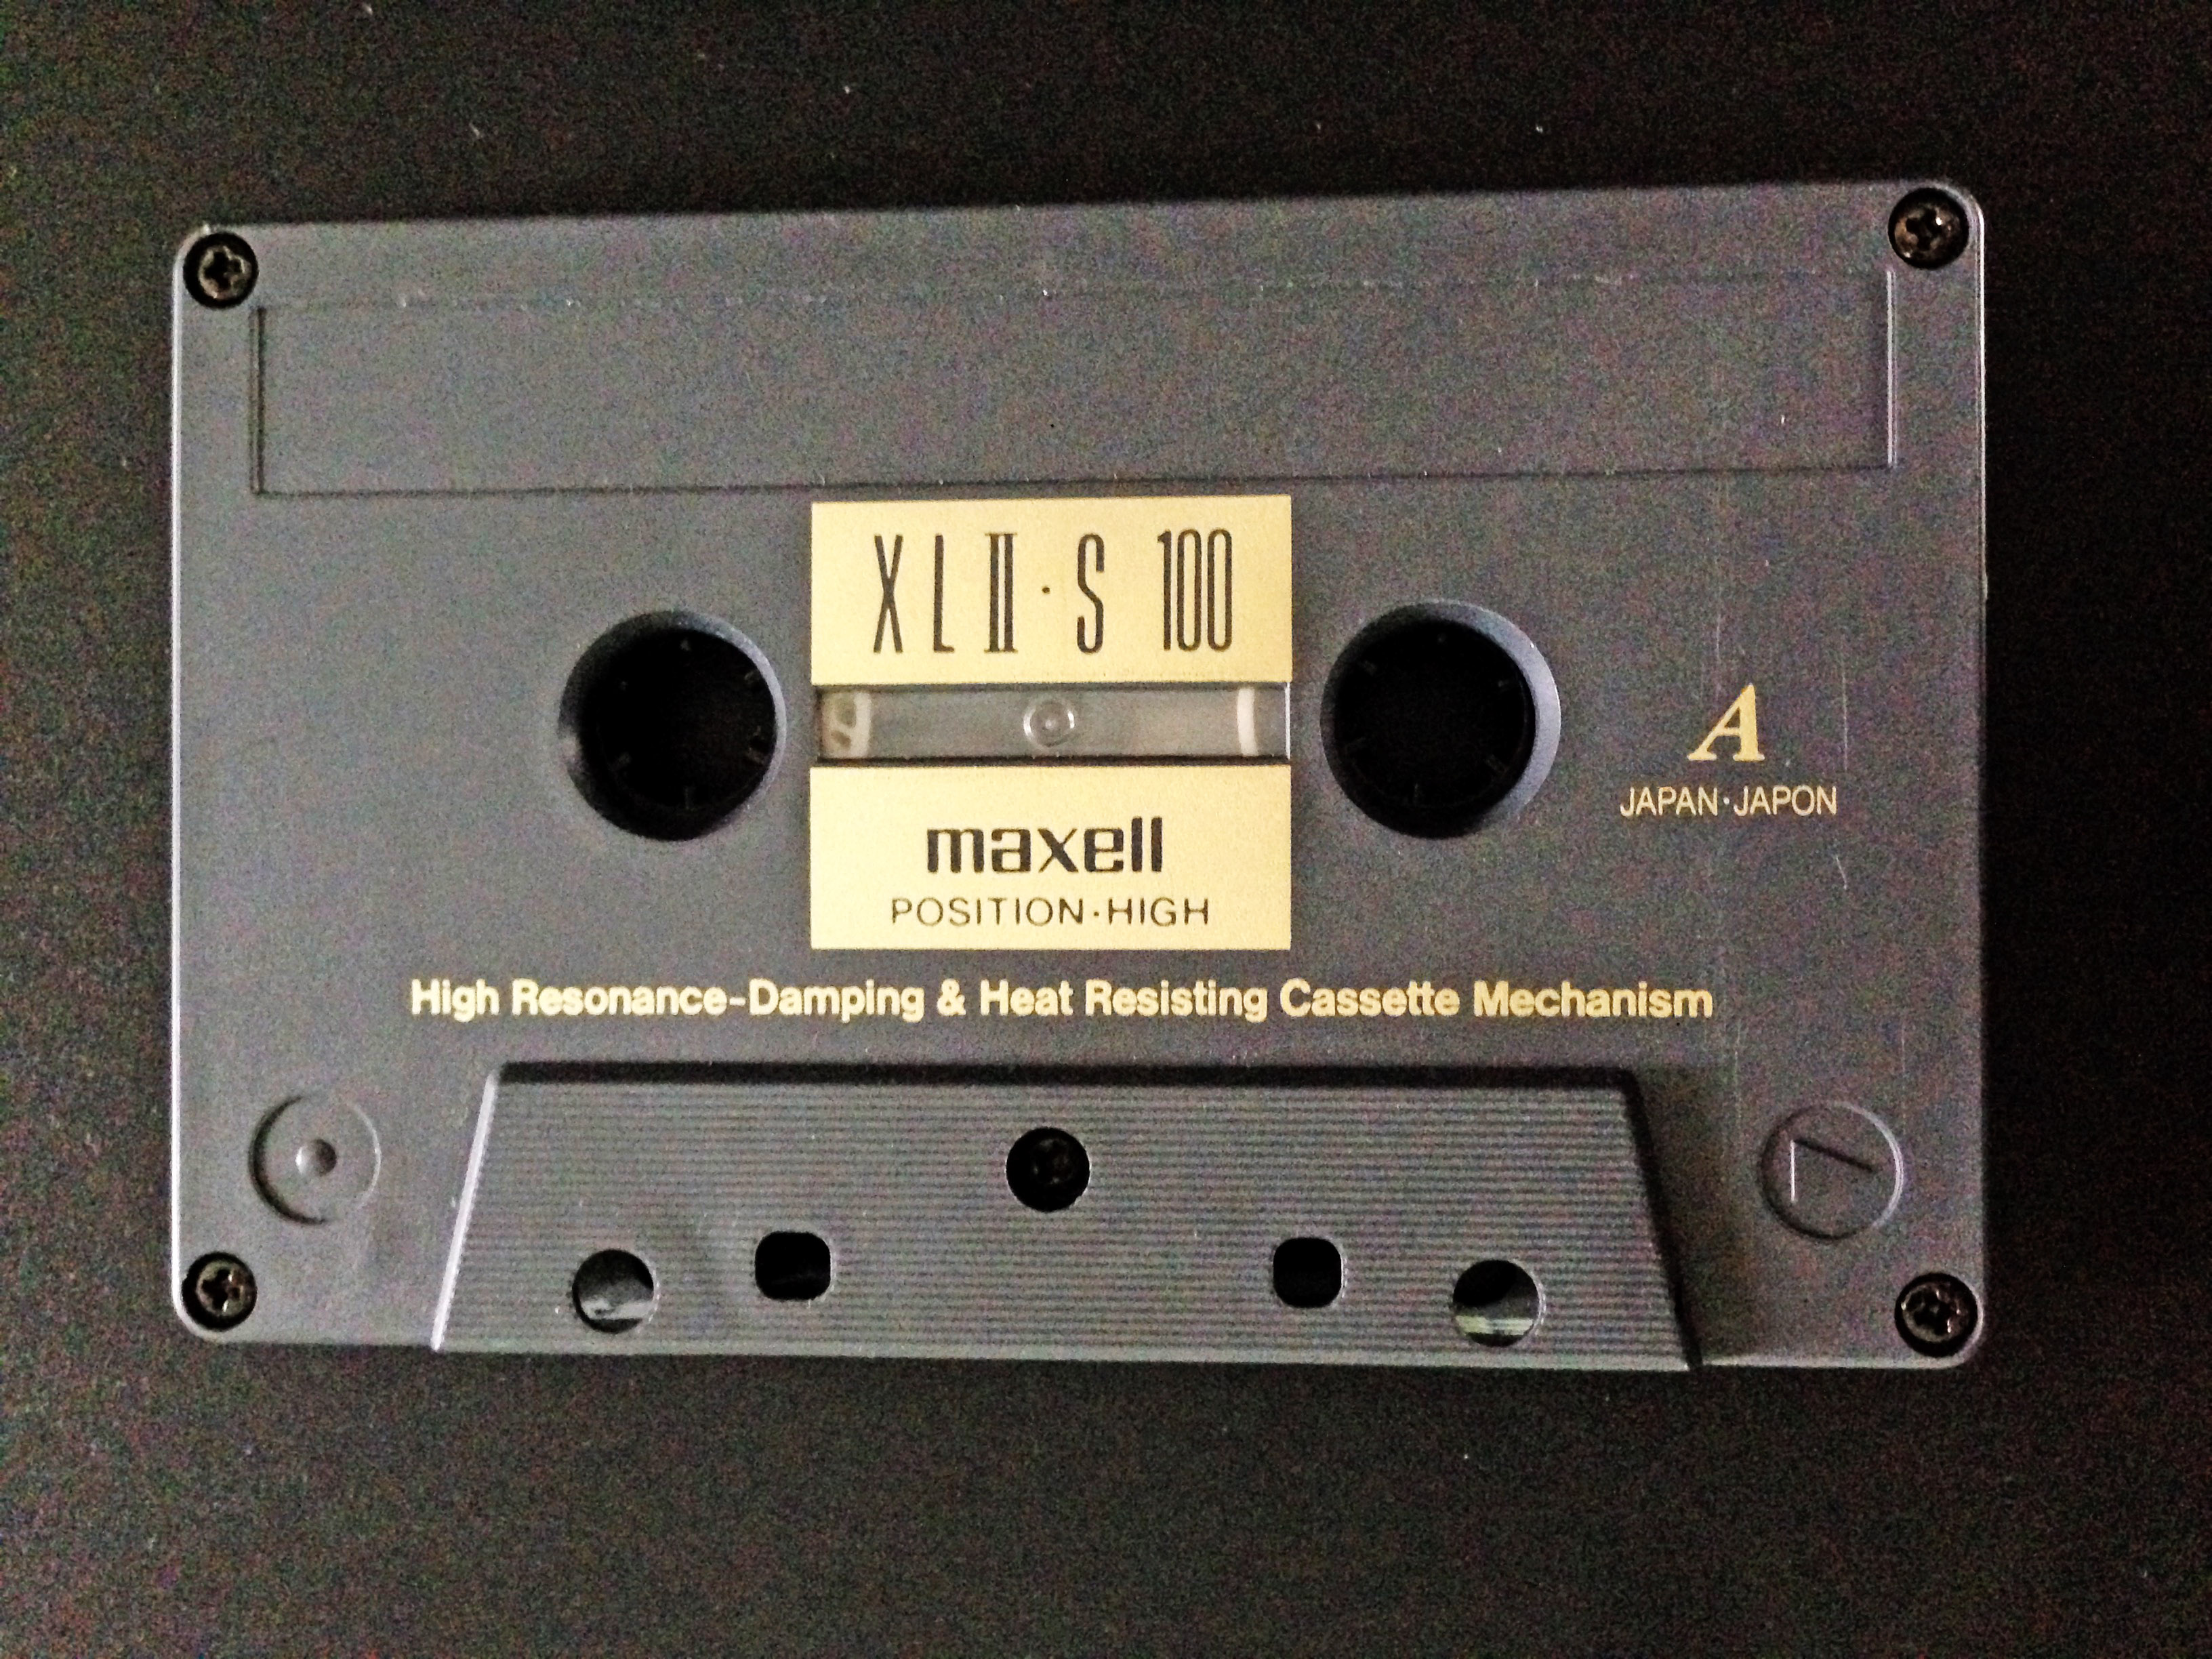 XLII·S 100
maxell
POSITION·HIGH
A
JAPAN·JAPON
High Resonance-Damping & Heat Resisting Cassette Mechanism